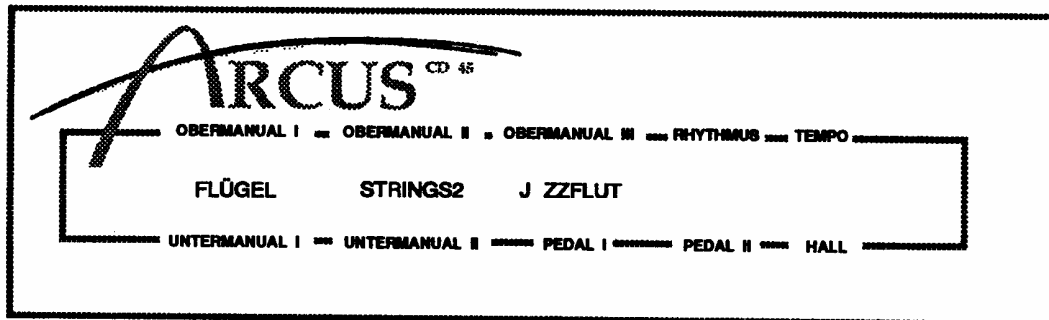 ARCUS CD 45
OBERMANUAL I OBERMANUAL II OBERMANUAL III RHYTHMUS TEMPO
FLÜGEL STRINGS2 J ZZFLUT
UNTERMANUAL I UNTERMANUAL II PEDAL I PEDAL II HALL